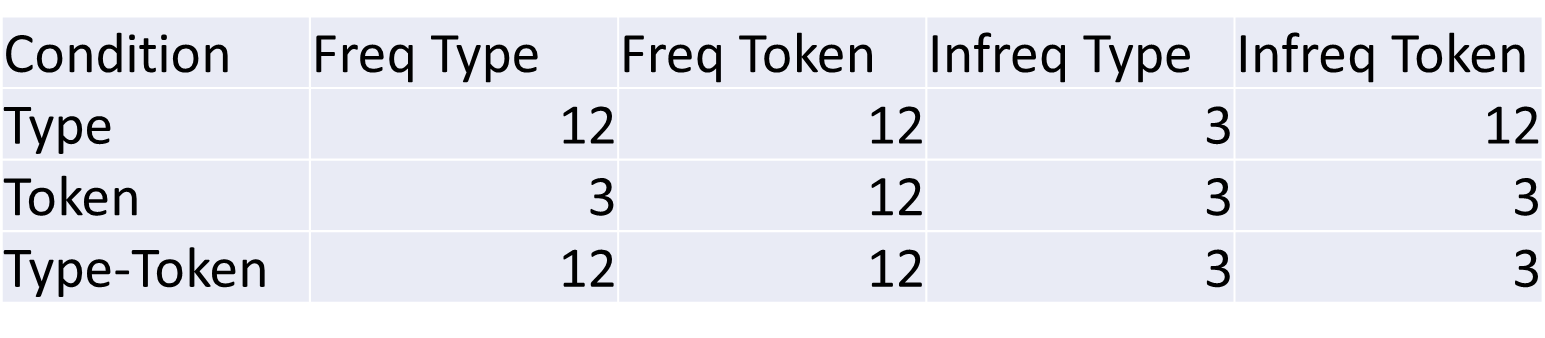 Condition Freq Type Freq Token Infreq Type Infreq Token
Type 12 12 3 12
Token 3 12 3 3
Type-Token 12 12 3 3